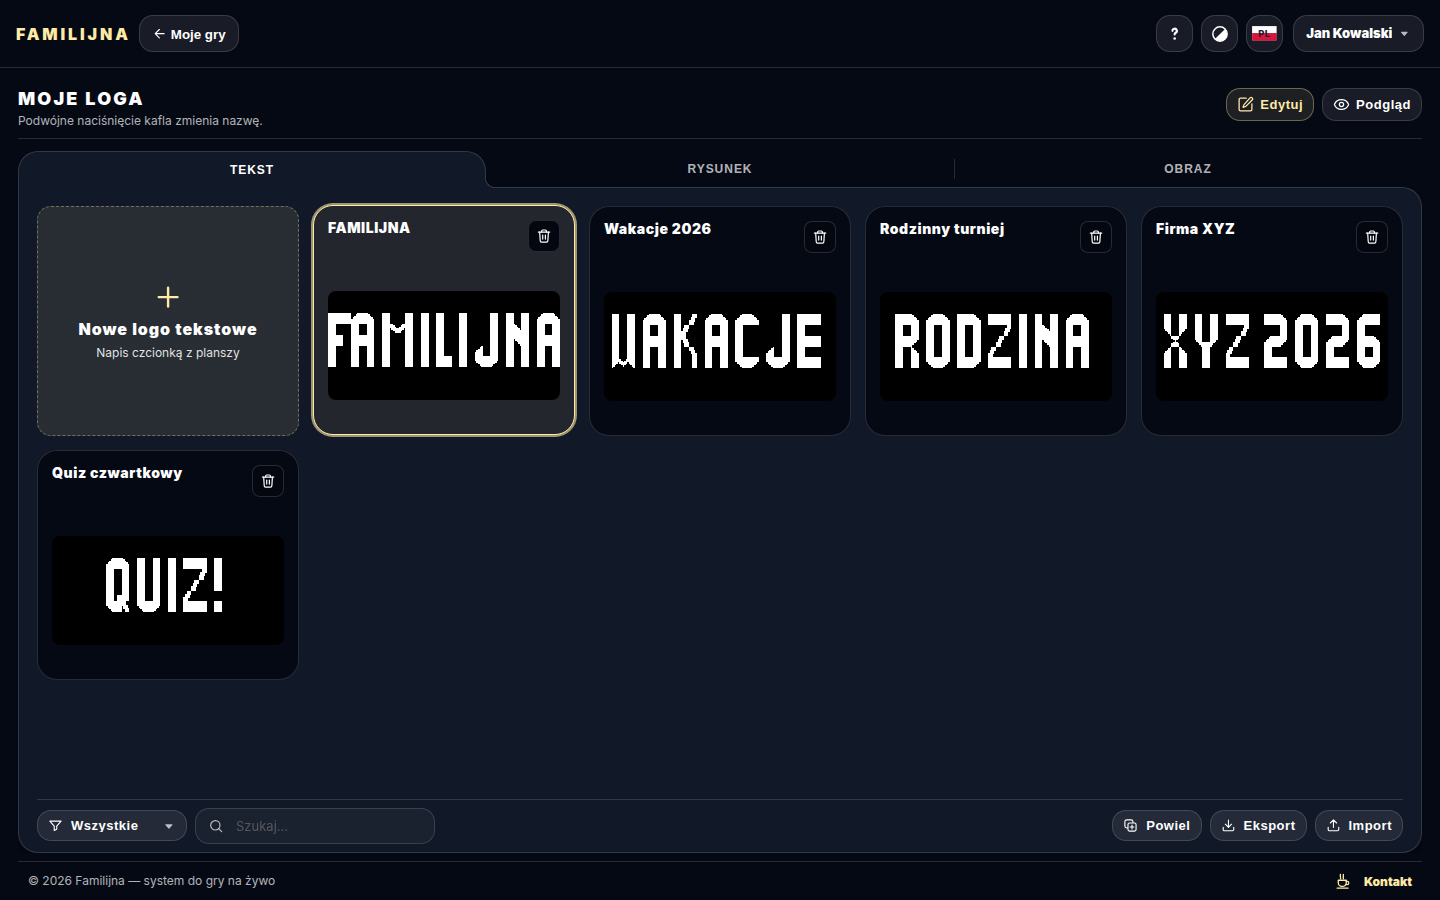 FAMILIJNA
Moje gry
?
PL
Jan Kowalski
MOJE LOGA
Podwójne naciśnięcie kafla zmienia nazwę.
Edytuj
Podgląd
TEKST
RYSUNEK
OBRAZ
Nowe logo tekstowe
Napis czcionką z planszy
FAMILIJNA
FAMILIJNA
Wakacje 2026
WAKACJE
Rodzinny turniej
RODZINA
Firma XYZ
XYZ 2026
Quiz czwartkowy
QUIZ!
Wszystkie
Szukaj...
Powiel
Eksport
Import
© 2026 Familijna — system do gry na żywo
Kontakt